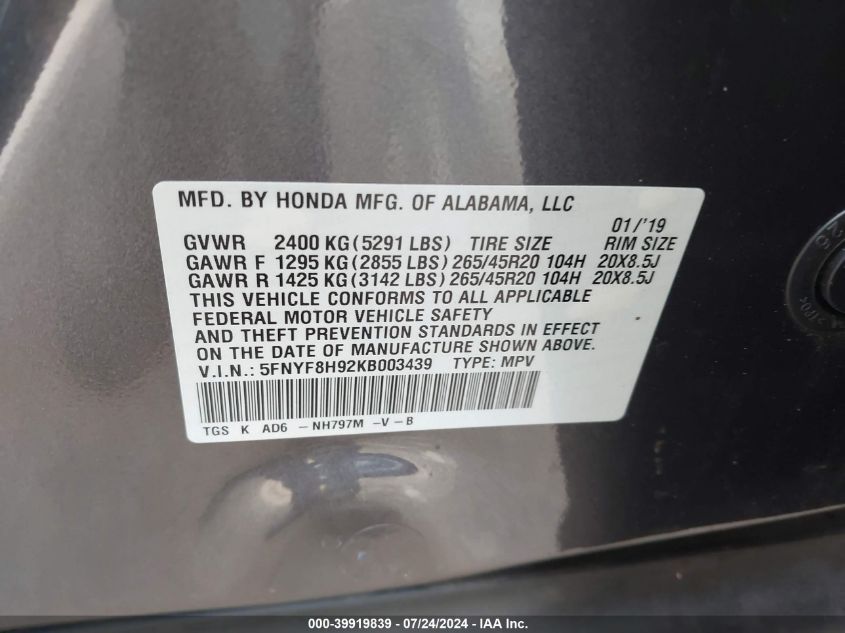 MFD. BY HONDA MFG. OF ALABAMA, LLC
01/'19
GVWR 2400 KG (5291 LBS) TIRE SIZE RIM SIZE
GAWR F 1295 KG (2855 LBS) 265/45R20 104H 20X8.5J
GAWR R 1425 KG (3142 LBS) 265/45R20 104H 20X8.5J
THIS VEHICLE CONFORMS TO ALL APPLICABLE
FEDERAL MOTOR VEHICLE SAFETY
AND THEFT PREVENTION STANDARDS IN EFFECT
ON THE DATE OF MANUFACTURE SHOWN ABOVE.
V.I.N.: 5FNYF8H92KB003439 TYPE: MPV
TGS K AD6 -NH797M -V-B
000-39919839 - 07/24/2024 - IAA Inc.